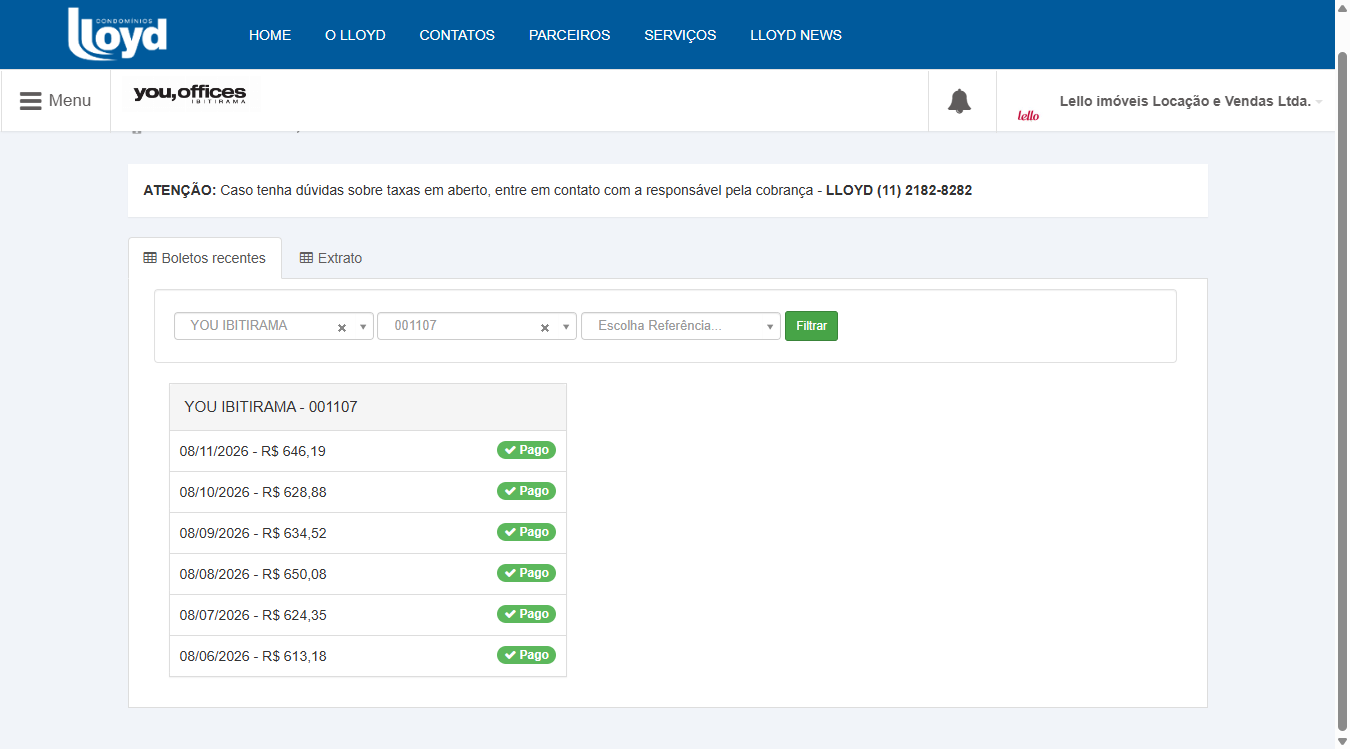 CONDOMÍNIOS
Lloyd
HOME
O LLOYD
CONTATOS
PARCEIROS
SERVIÇOS
LLOYD NEWS
Menu
you,offices
IBITIRAMA
lello
Lello imóveis Locação e Vendas Ltda.
ATENÇÃO: Caso tenha dúvidas sobre taxas em aberto, entre em contato com a responsável pela cobrança - LLOYD (11) 2182-8282
Boletos recentes
Extrato
YOU IBITIRAMA
001107
Escolha Referência...
Filtrar
YOU IBITIRAMA - 001107
08/11/2026 - R$ 646,19 Pago
08/10/2026 - R$ 628,88 Pago
08/09/2026 - R$ 634,52 Pago
08/08/2026 - R$ 650,08 Pago
08/07/2026 - R$ 624,35 Pago
08/06/2026 - R$ 613,18 Pago